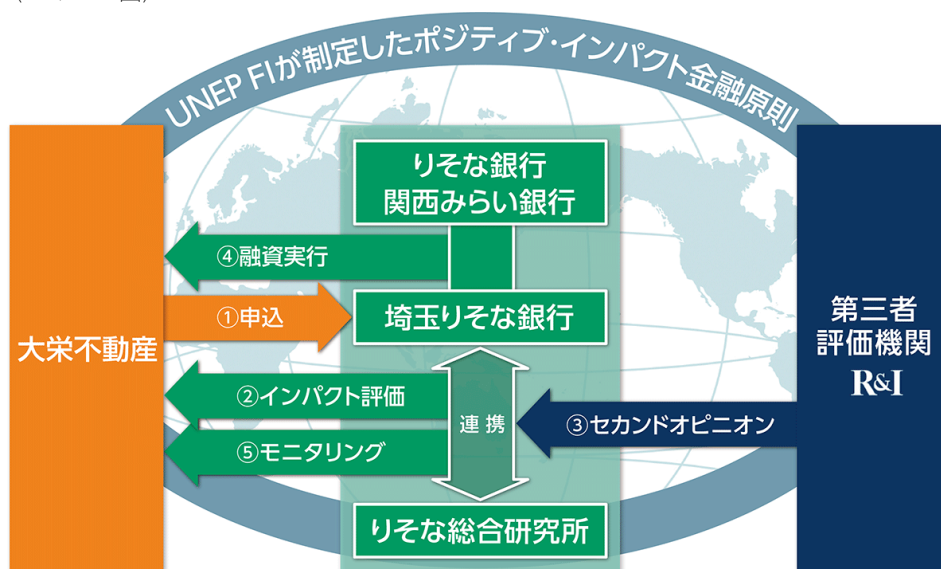 UNEP FIが制定したポジティブ・インパクト金融原則
りそな銀行
関西みらい銀行
④融資実行
①申込
埼玉りそな銀行
大栄不動産
第三者
評価機関
R&I
②インパクト評価
連携
③セカンドオピニオン
⑤モニタリング
りそな総合研究所